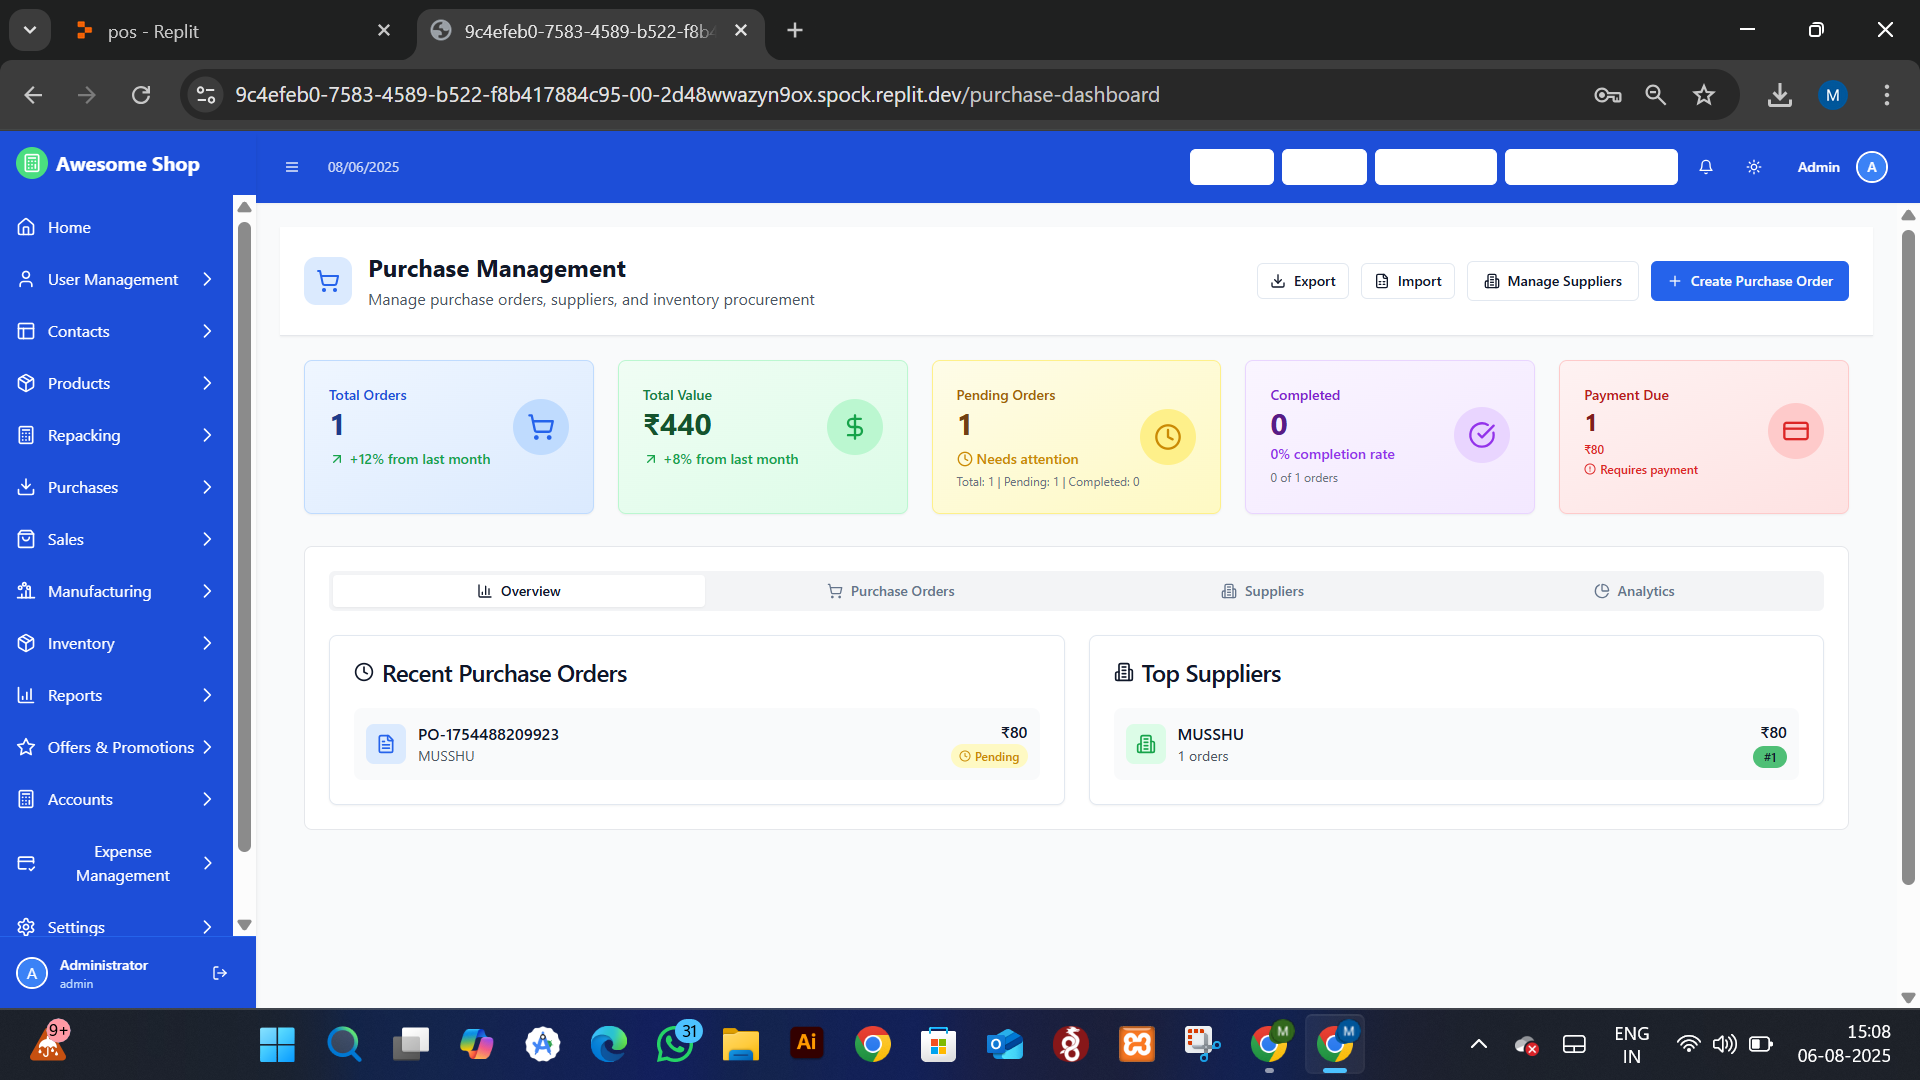 pos - Replit
9c4efeb0-7583-4589-b522-f8b4
9c4efeb0-7583-4589-b522-f8b417884c95-00-2d48wwazyn9ox.spock.replit.dev/purchase-dashboard
M
Awesome Shop
08/06/2025
Admin
A
Home
User Management
Contacts
Products
Repacking
Purchases
Sales
Manufacturing
Inventory
Reports
Offers & Promotions
Accounts
Expense
Management
Settings
A
Administrator
admin
Purchase Management
Manage purchase orders, suppliers, and inventory procurement
Export
Import
Manage Suppliers
+ Create Purchase Order
Total Orders
1
+12% from last month
Total Value
₹440
+8% from last month
Pending Orders
1
Needs attention
Total: 1 | Pending: 1 | Completed: 0
Completed
0
0% completion rate
0 of 1 orders
Payment Due
1
₹80
Requires payment
Overview
Purchase Orders
Suppliers
Analytics
Recent Purchase Orders
PO-1754488209923
MUSSHU
₹80
Pending
Top Suppliers
MUSSHU
1 orders
₹80
#1
9+
31
Ai
M
M
ENG
IN
15:08
06-08-2025